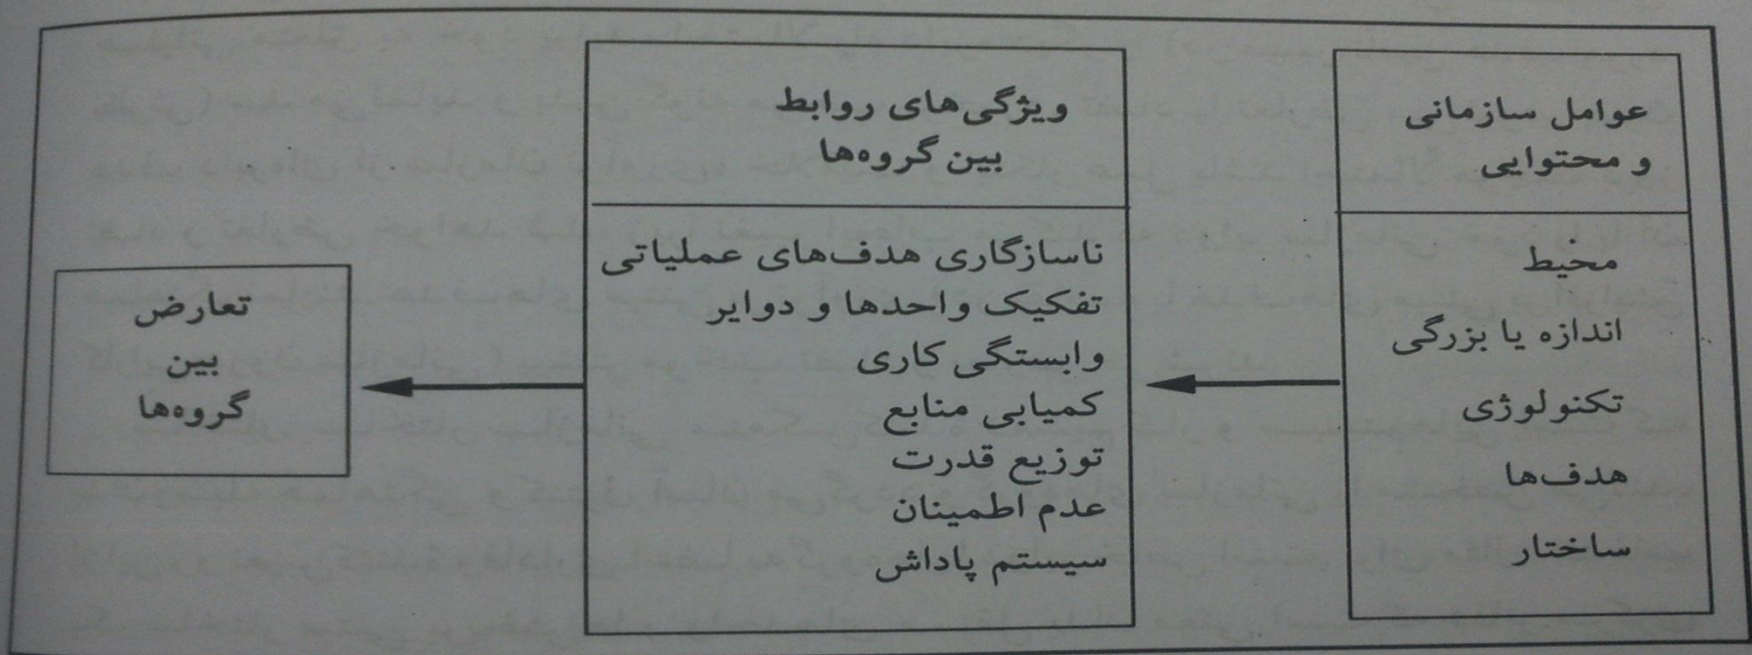 عوامل سازمانی
و محتوایی
محیط
اندازه یا بزرگی
تکنولوژی
هدف‌ها
ساختار
ویژگی‌های روابط
بین گروه‌ها
ناسازگاری هدف‌های عملیاتی
تفکیک واحدها و دوایر
وابستگی کاری
کمیابی منابع
توزیع قدرت
عدم اطمینان
سیستم پاداش
تعارض
بین
گروه‌ها